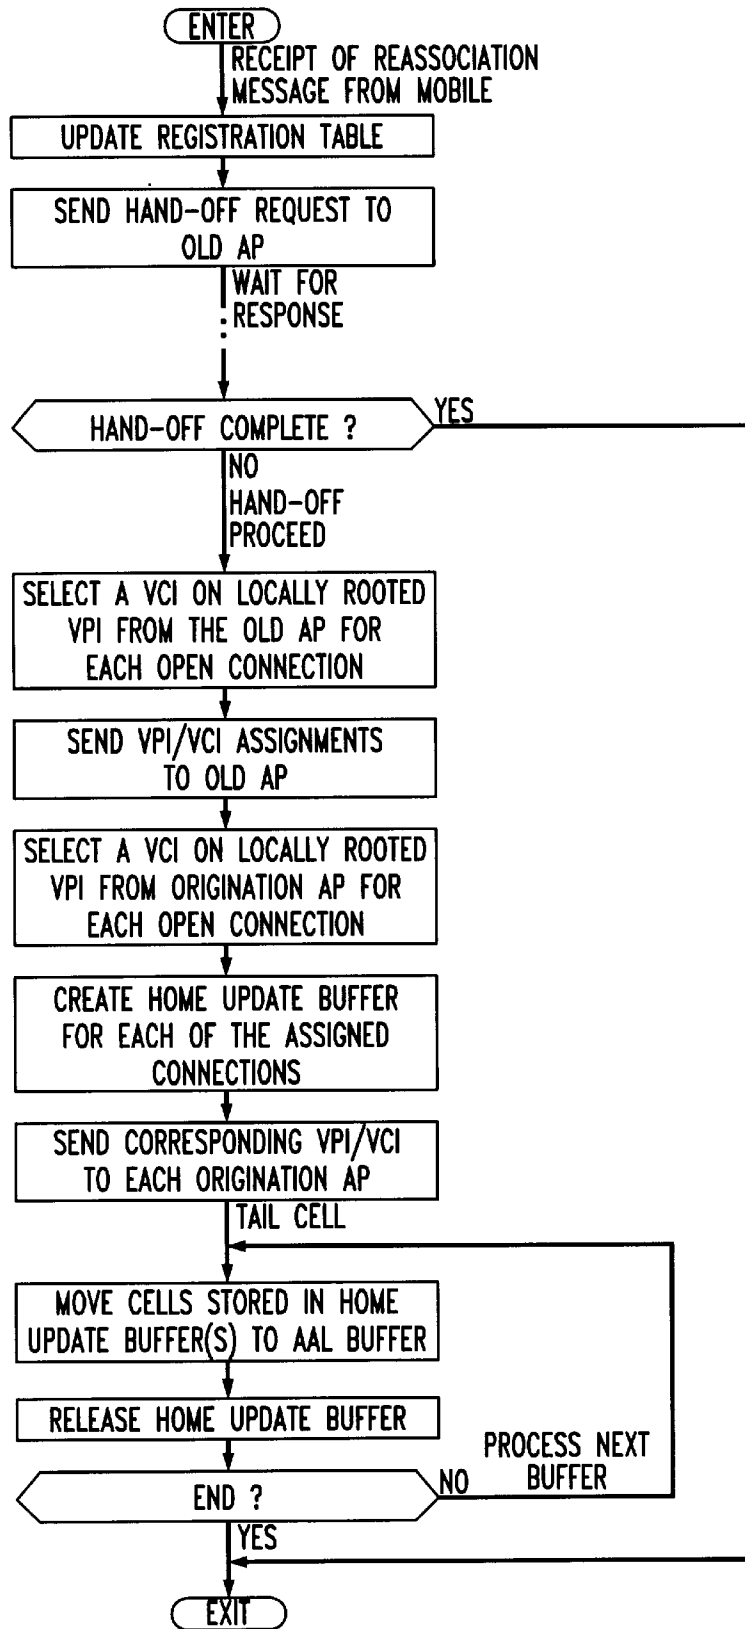 ENTER
RECEIPT OF REASSOCIATION
MESSAGE FROM MOBILE
UPDATE REGISTRATION TABLE
SEND HAND-OFF REQUEST TO
OLD AP
WAIT FOR
RESPONSE
HAND-OFF COMPLETE ?
YES
NO
HAND-OFF
PROCEED
SELECT A VCI ON LOCALLY ROOTED
VPI FROM THE OLD AP FOR
EACH OPEN CONNECTION
SEND VPI/VCI ASSIGNMENTS
TO OLD AP
SELECT A VCI ON LOCALLY ROOTED
VPI FROM ORIGINATION AP FOR
EACH OPEN CONNECTION
CREATE HOME UPDATE BUFFER
FOR EACH OF THE ASSIGNED
CONNECTIONS
SEND CORRESPONDING VPI/VCI
TO EACH ORIGINATION AP
TAIL CELL
MOVE CELLS STORED IN HOME
UPDATE BUFFER(S) TO AAL BUFFER
RELEASE HOME UPDATE BUFFER
PROCESS NEXT
BUFFER
END ?
NO
YES
EXIT